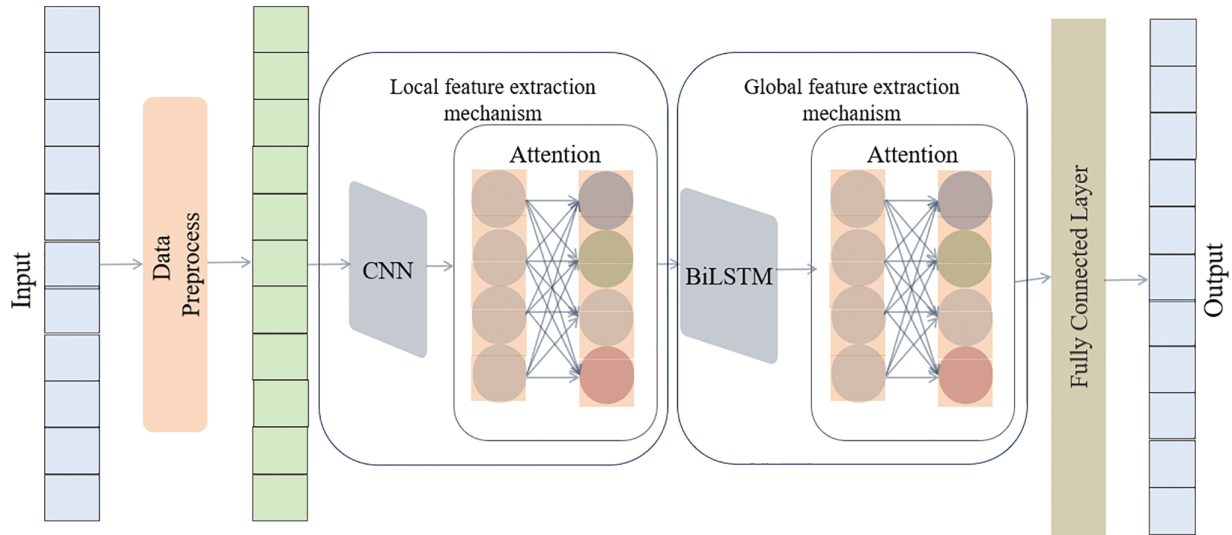 Input
Data
Preprocess
Local feature extraction
mechanism
Attention
CNN
Global feature extraction
mechanism
Attention
BiLSTM
Fully Connected Layer
Output